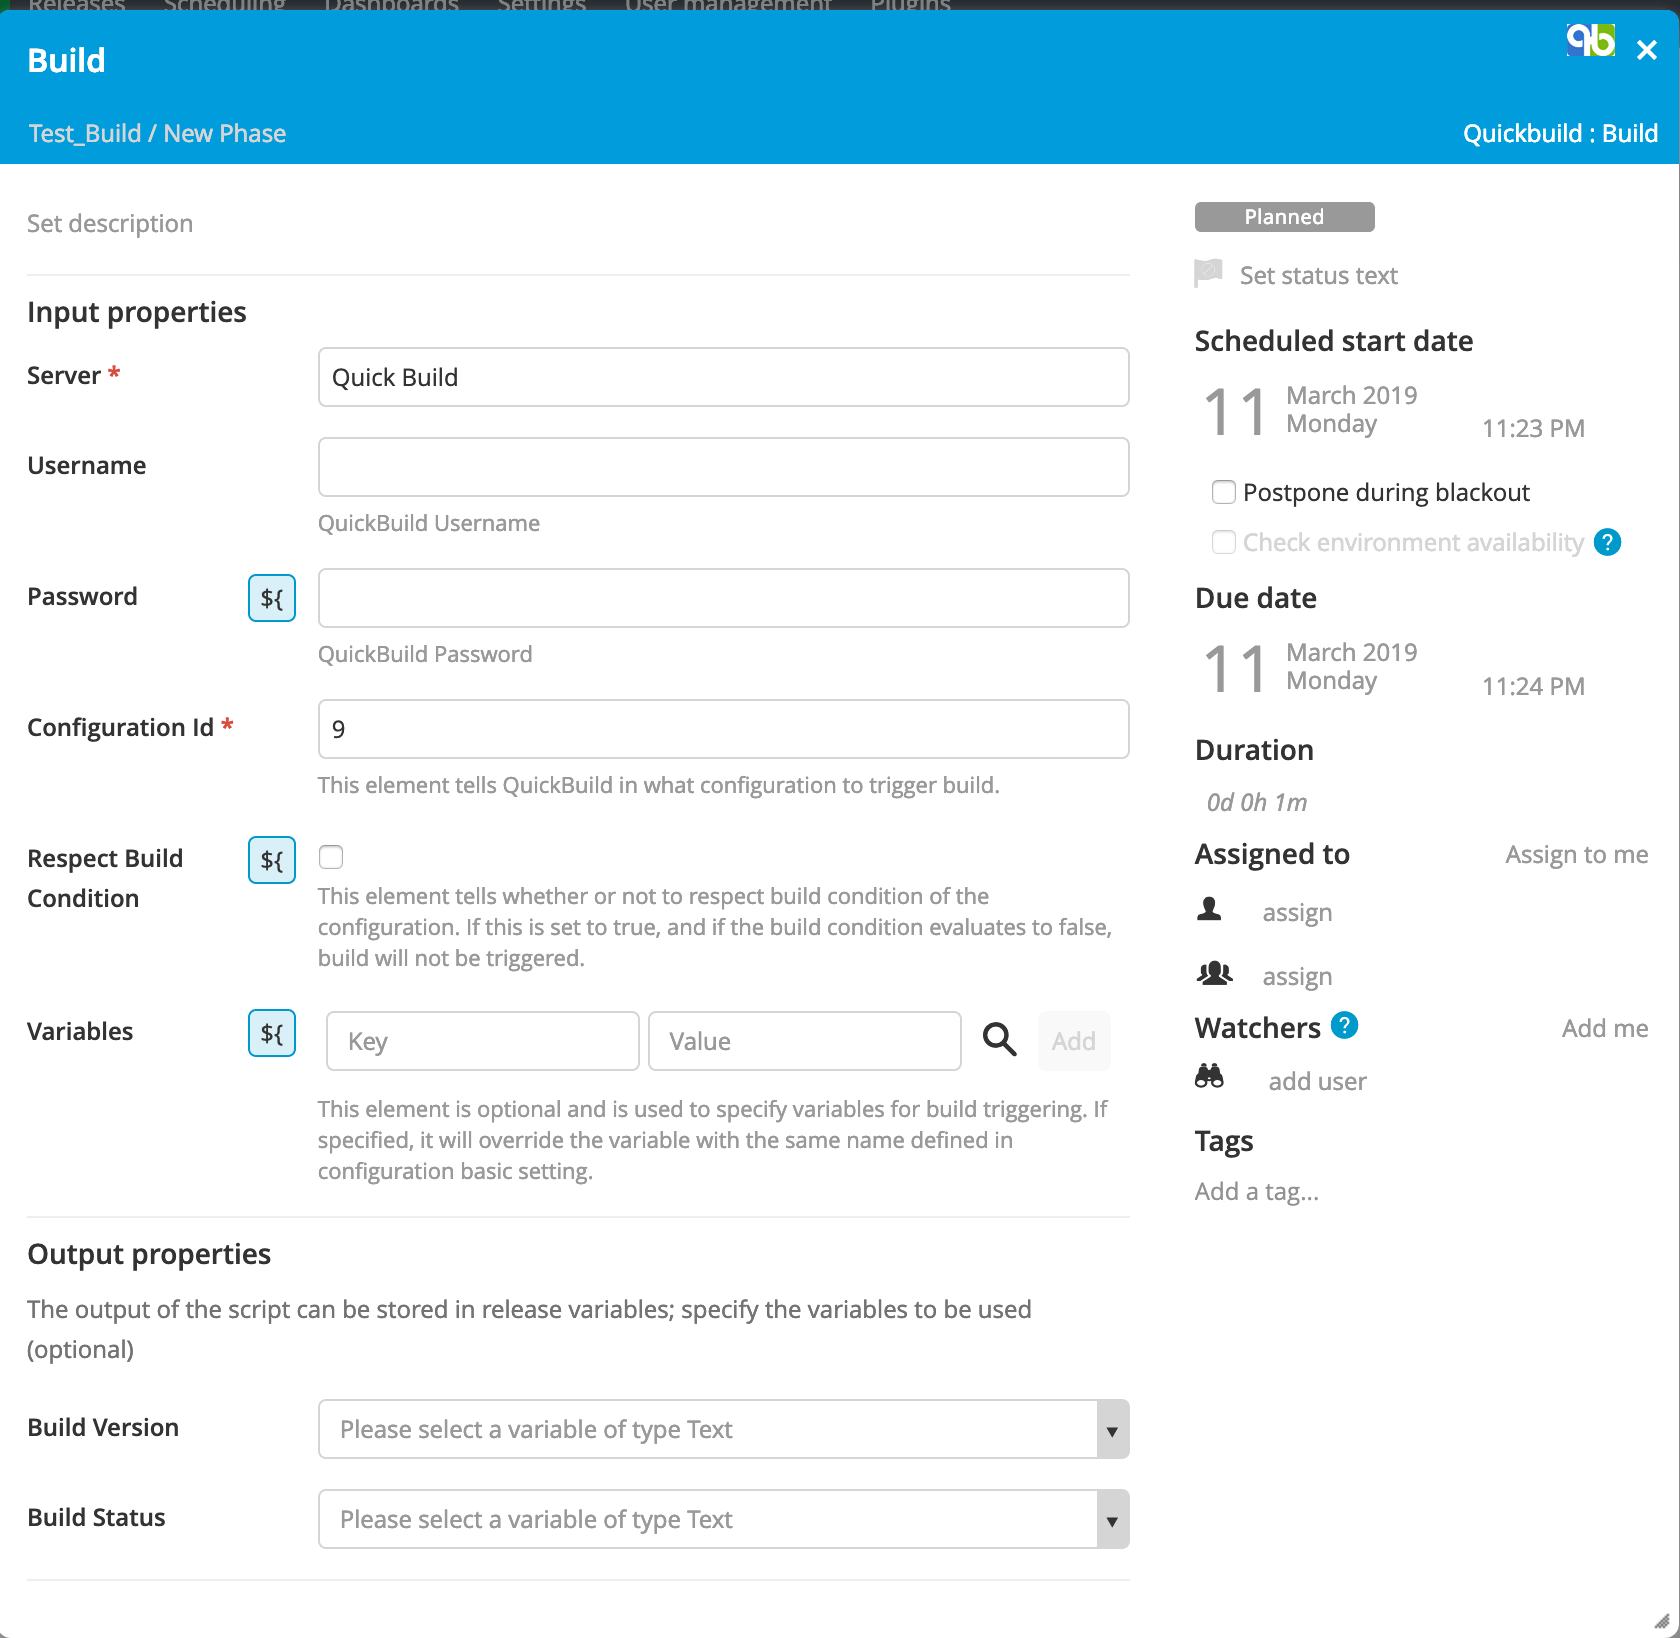 Releases Scheduling Dashboards Settings User management Plugins
Build
qb
Test_Build / New Phase
Quickbuild : Build
Set description
Input properties
Server *
Quick Build
Username
QuickBuild Username
Password
${
QuickBuild Password
Configuration Id *
9
This element tells QuickBuild in what configuration to trigger build.
Respect Build
Condition
${
This element tells whether or not to respect build condition of the
configuration. If this is set to true, and if the build condition evaluates to false,
build will not be triggered.
Variables
${
Key
Value
Add
This element is optional and is used to specify variables for build triggering. If
specified, it will override the variable with the same name defined in
configuration basic setting.
Output properties
The output of the script can be stored in release variables; specify the variables to be used
(optional)
Build Version
Please select a variable of type Text
Build Status
Please select a variable of type Text
Planned
Set status text
Scheduled start date
11
March 2019
Monday
11:23 PM
Postpone during blackout
Check environment availability ?
Due date
11
March 2019
Monday
11:24 PM
Duration
0d 0h 1m
Assigned to
Assign to me
assign
assign
Watchers ?
Add me
add user
Tags
Add a tag...